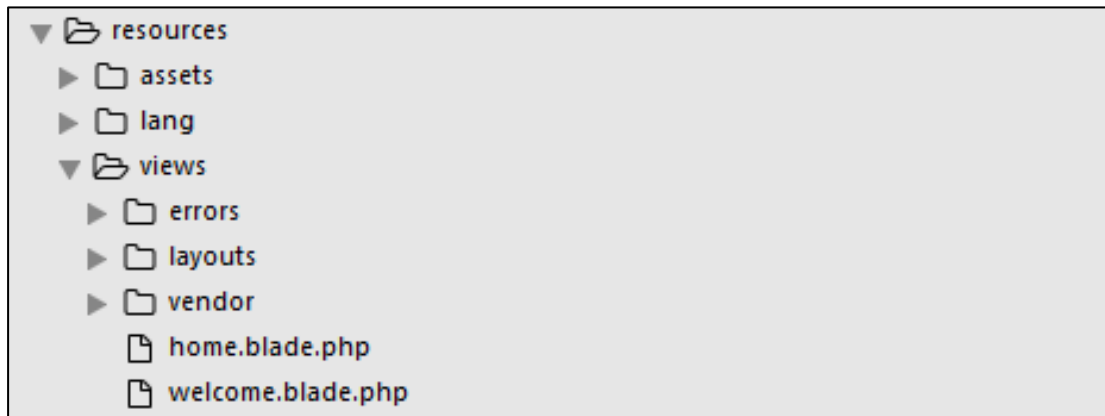 resources
assets
lang
views
errors
layouts
vendor
home.blade.php
welcome.blade.php